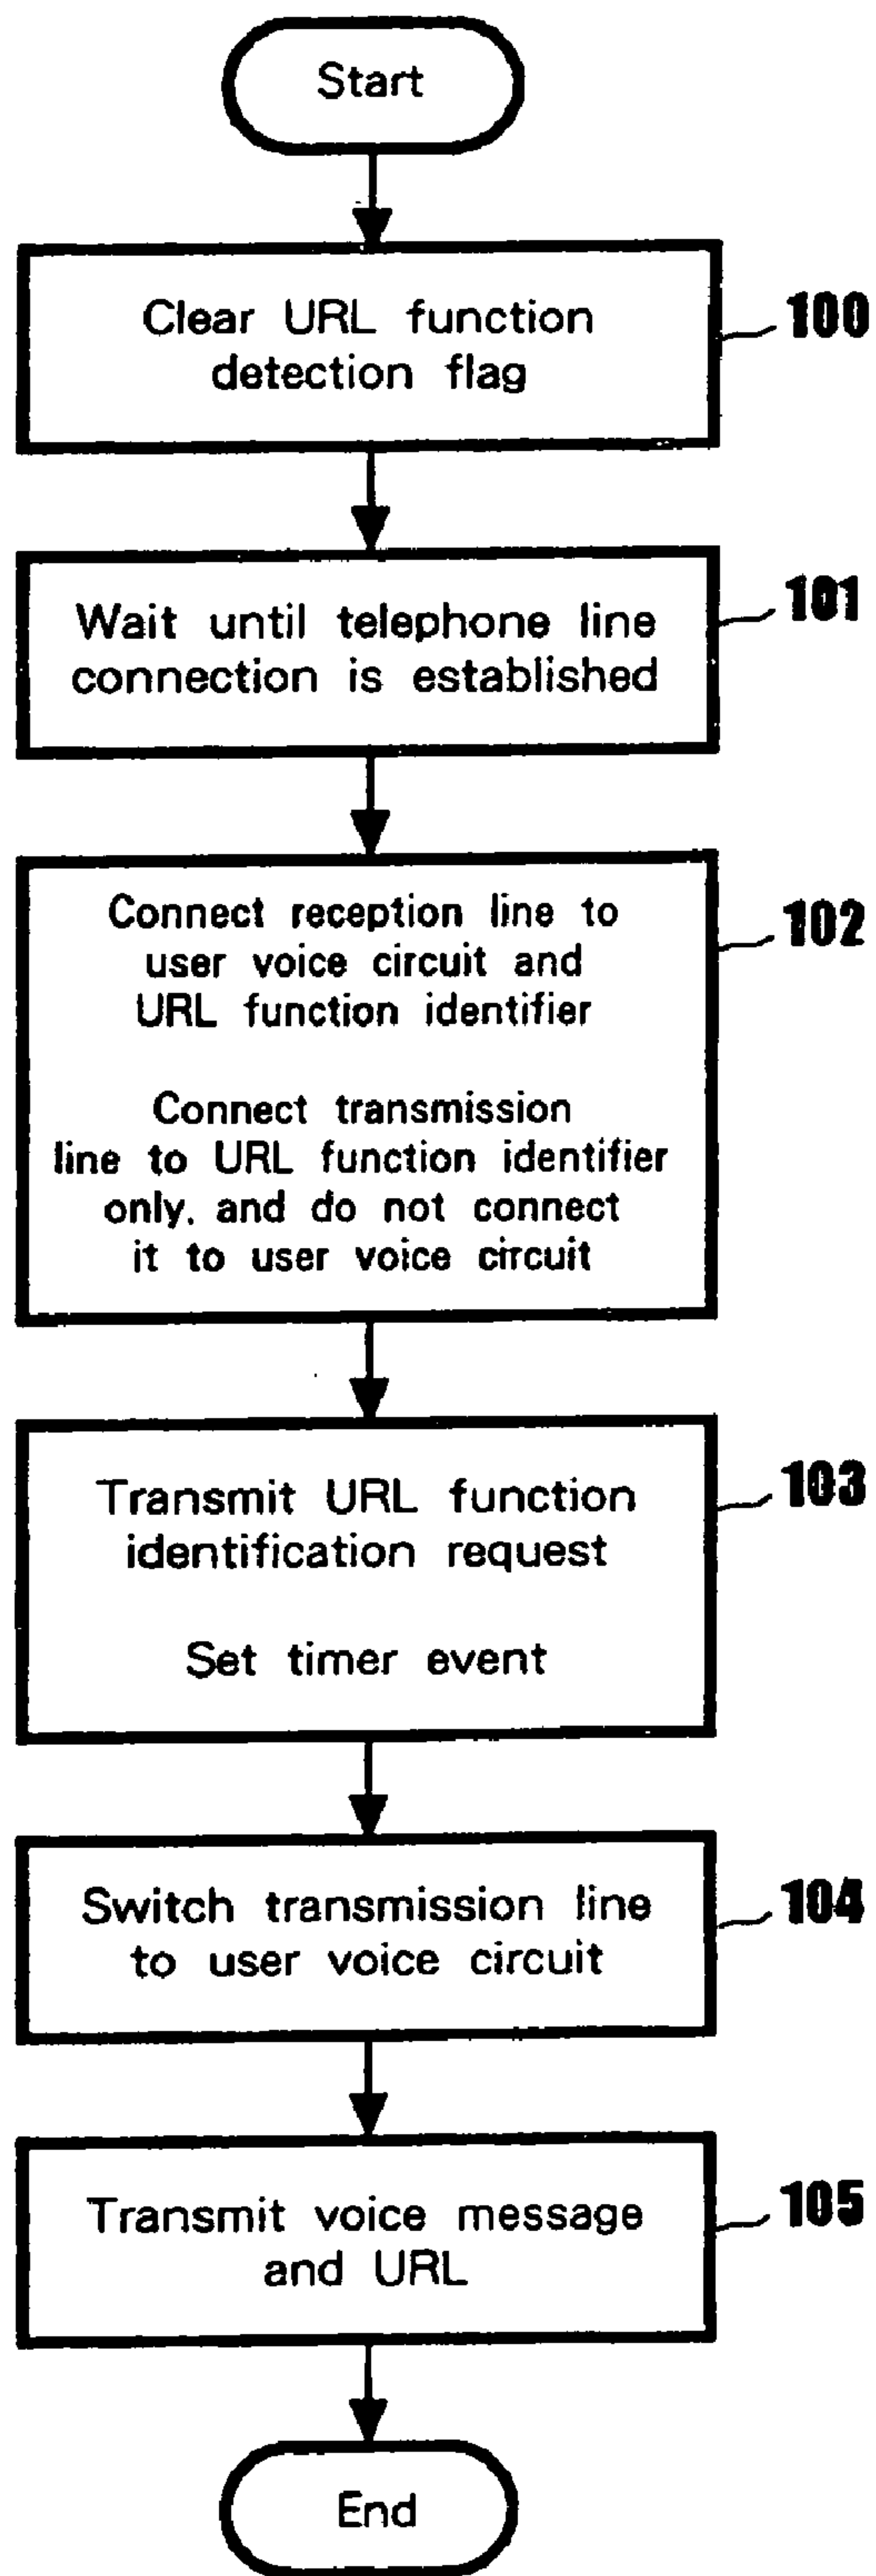 Start
Clear URL function
detection flag
100
Wait until telephone line
connection is established
101
Connect reception line to
user voice circuit and
URL function identifier
Connect transmission
line to URL function identifier
only, and do not connect
it to user voice circuit
102
Transmit URL function
identification request
Set timer event
103
Switch transmission line
to user voice circuit
104
Transmit voice message
and URL
105
End